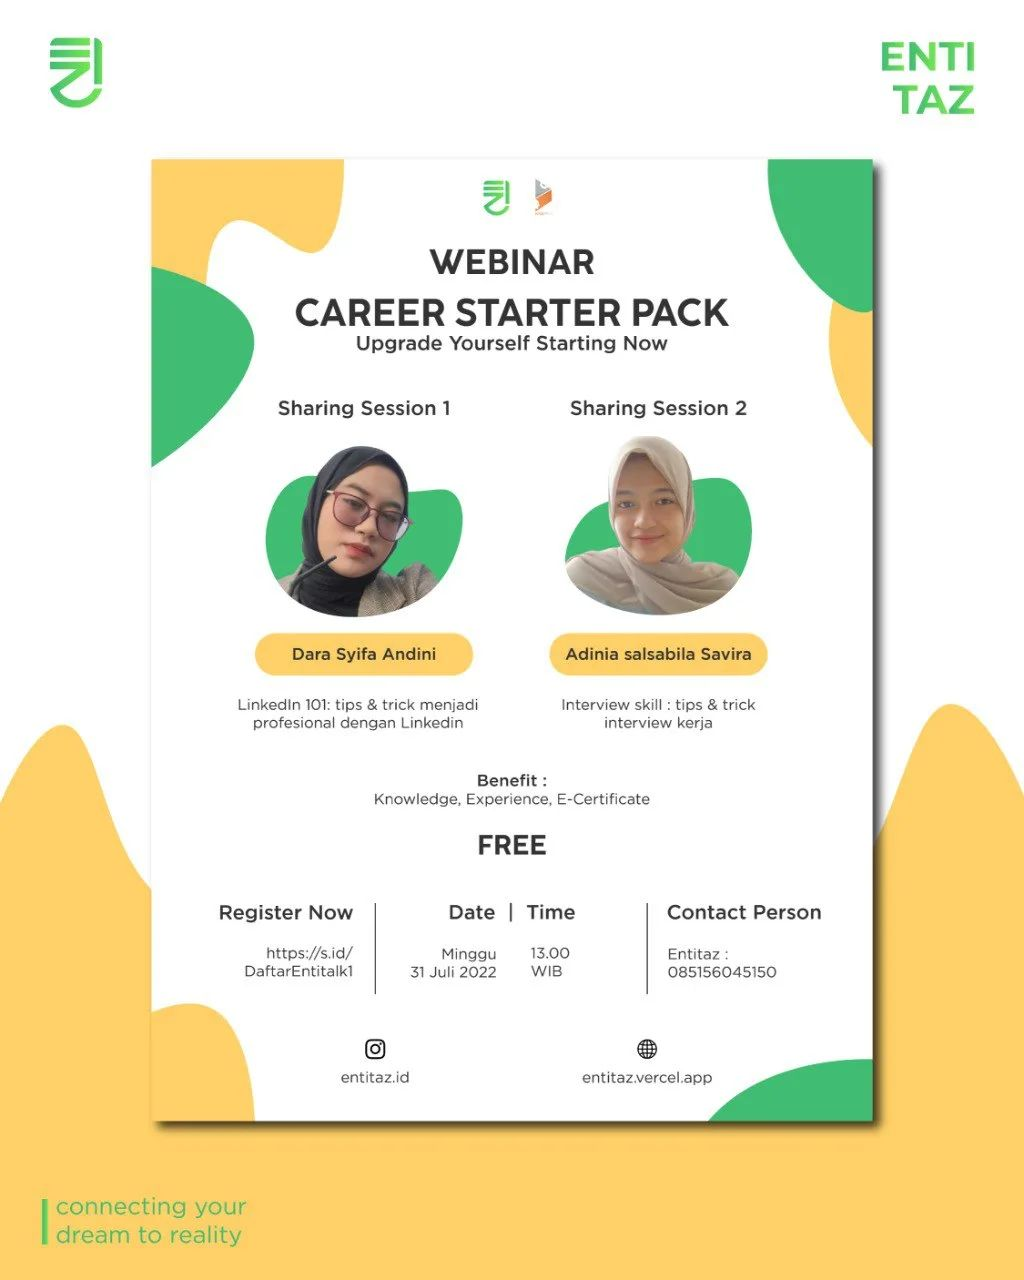 ENTI
TAZ
WEBINAR
CAREER STARTER PACK
Upgrade Yourself Starting Now
Sharing Session 1
Dara Syifa Andini
LinkedIn 101: tips & trick menjadi
profesional dengan Linkedin
Sharing Session 2
Adinia salsabila Savira
Interview skill : tips & trick
interview kerja
Benefit :
Knowledge, Experience, E-Certificate
FREE
Register Now
https://s.id/
DaftarEntitalk1
Date | Time
Minggu
31 Juli 2022
13.00
WIB
Contact Person
Entitaz :
085156045150
entitaz.id
entitaz.vercel.app
connecting your
dream to reality